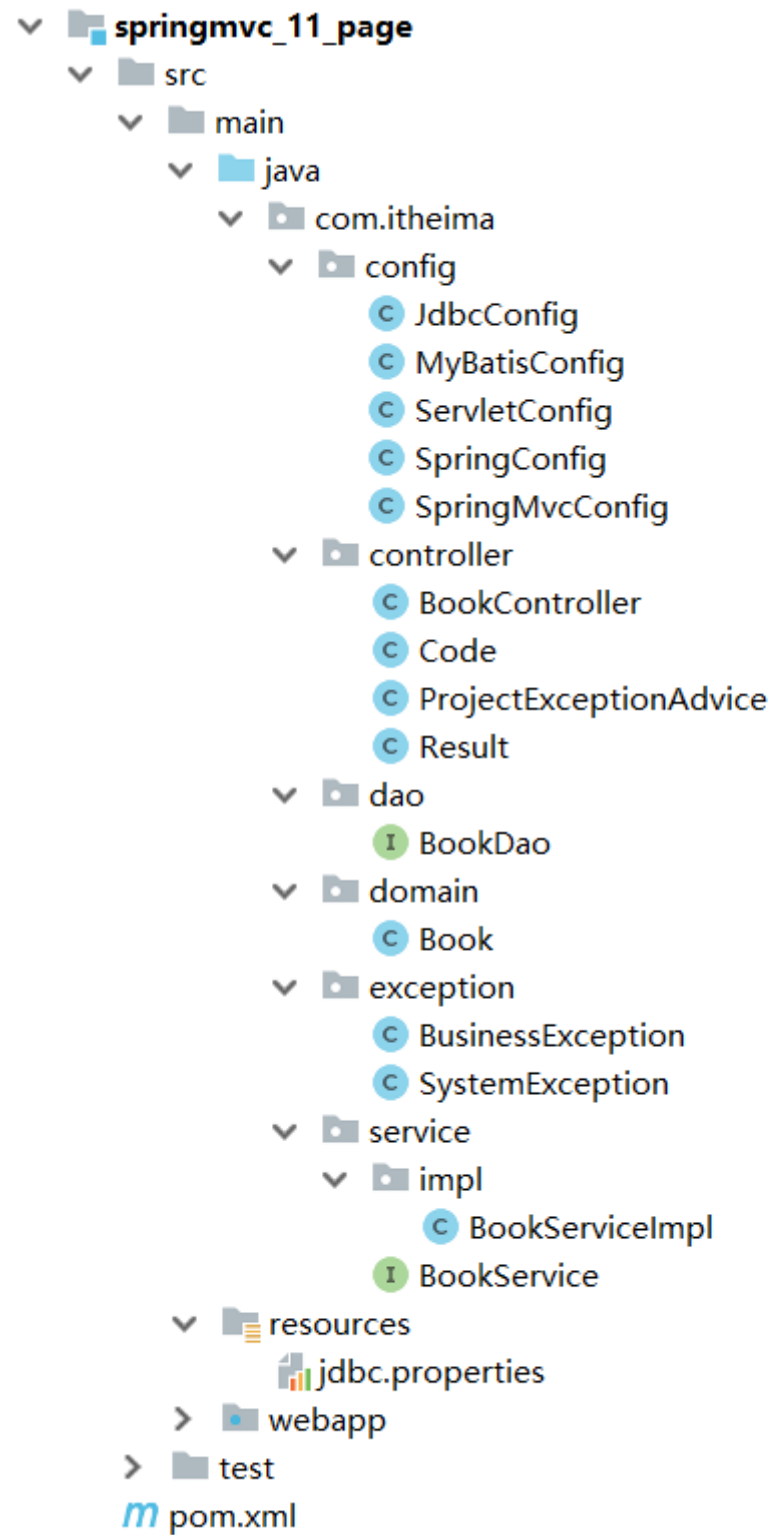 springmvc_11_page
src
main
java
com.itheima
config
C JdbcConfig
C MyBatisConfig
C ServletConfig
C SpringConfig
C SpringMvcConfig
controller
C BookController
C Code
C ProjectExceptionAdvice
C Result
dao
I BookDao
domain
C Book
exception
C BusinessException
C SystemException
service
impl
C BookServiceImpl
I BookService
resources
jdbc.properties
webapp
test
m pom.xml